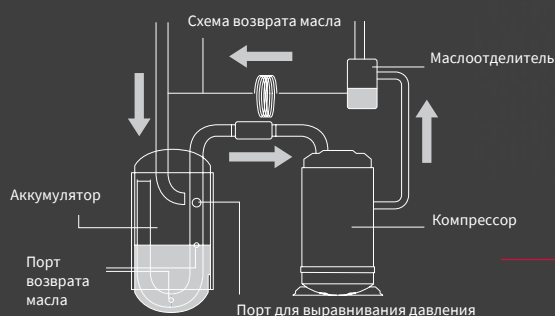 Схема возврата масла
Маслоотделитель
Аккумулятор
Компрессор
Порт
возврата
масла
Порт для выравнивания давления